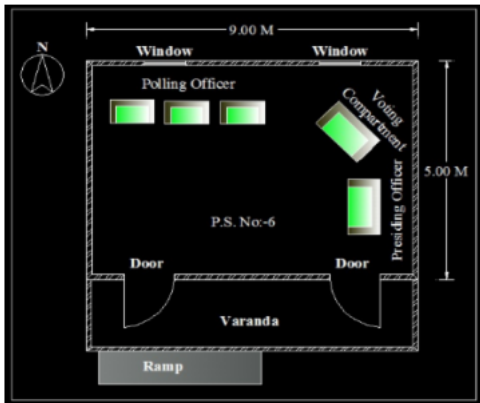 9.00 M
N
Window
Window
Polling Officer
Voting
Compartment
5.00 M
Presiding Officer
P.S. No:-6
Door
Door
Varanda
Ramp